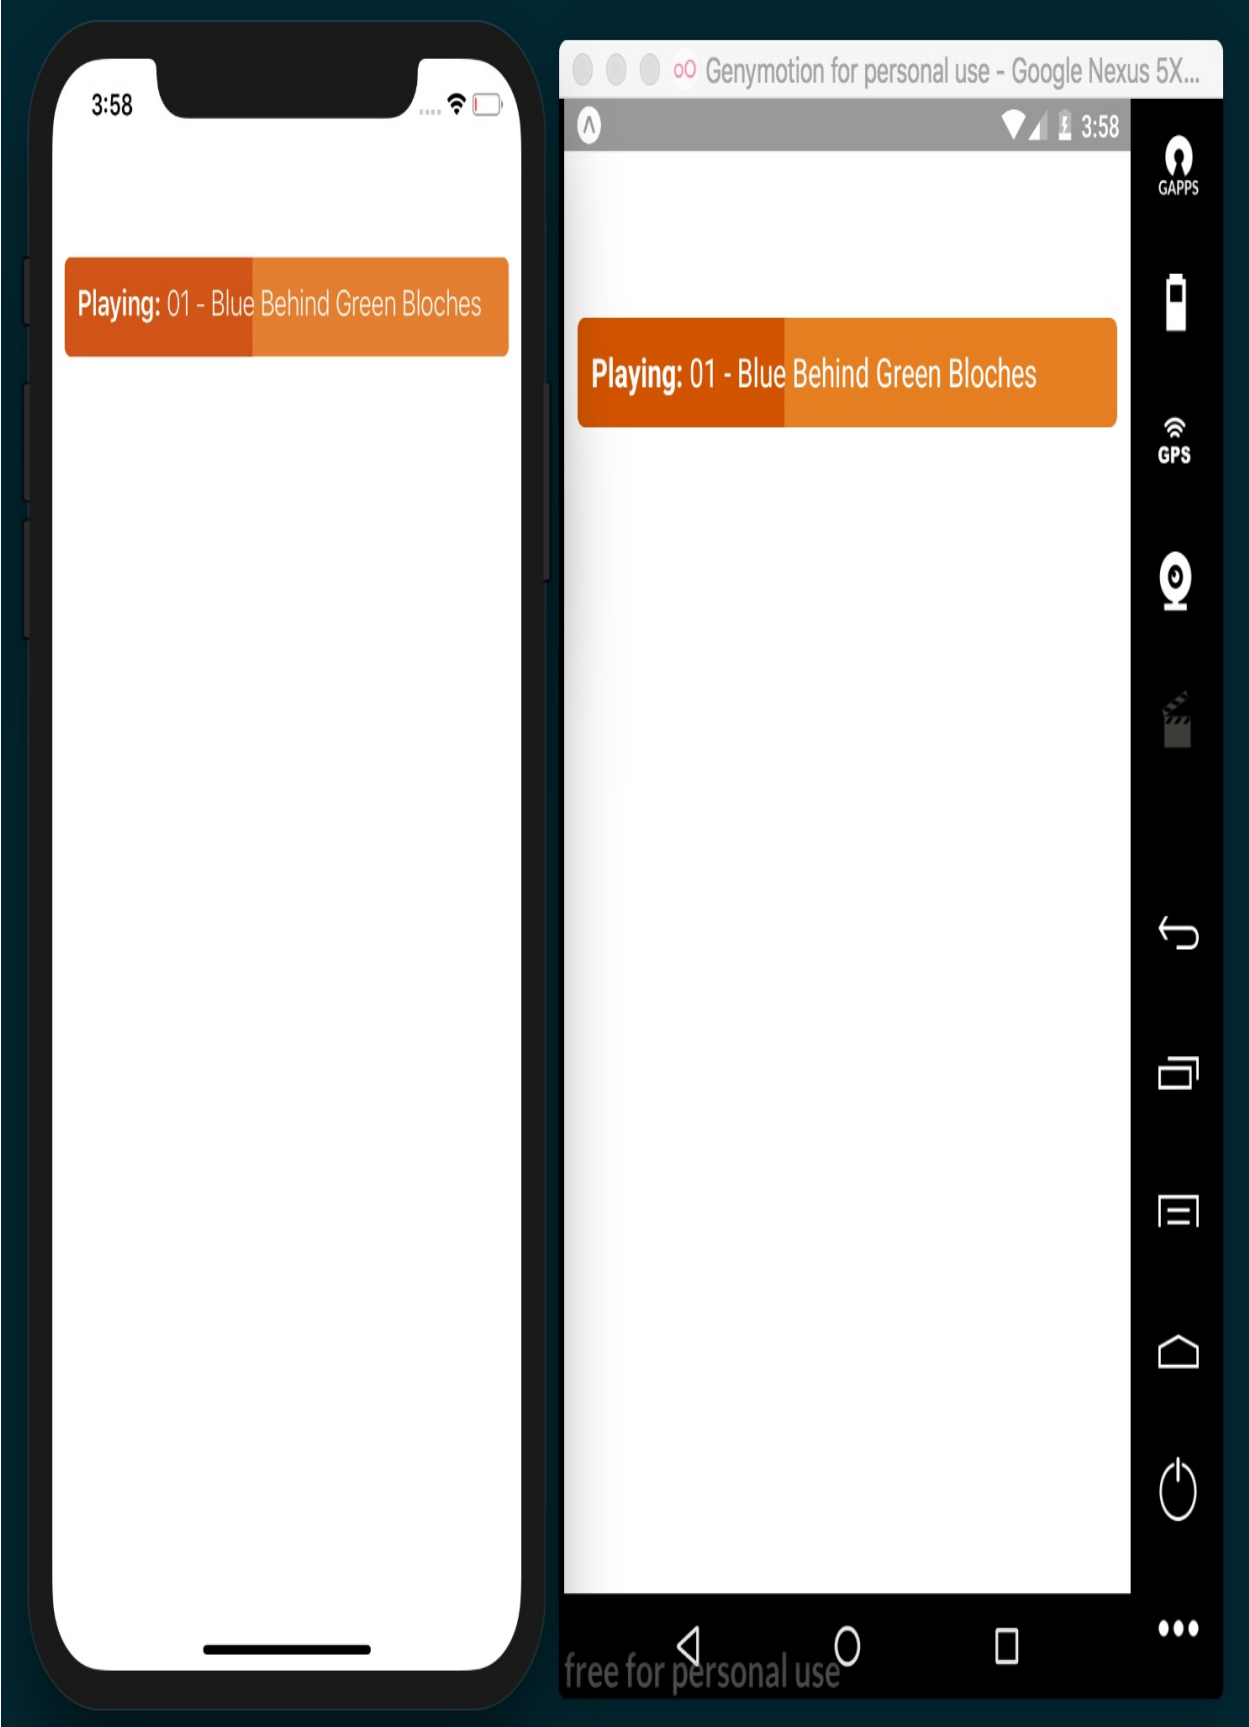 3:58
Playing: 01 - Blue Behind Green Bloches
Genymotion for personal use - Google Nexus 5X...
3:58
Playing: 01 - Blue Behind Green Bloches
GAPPS
GPS
free for personal use